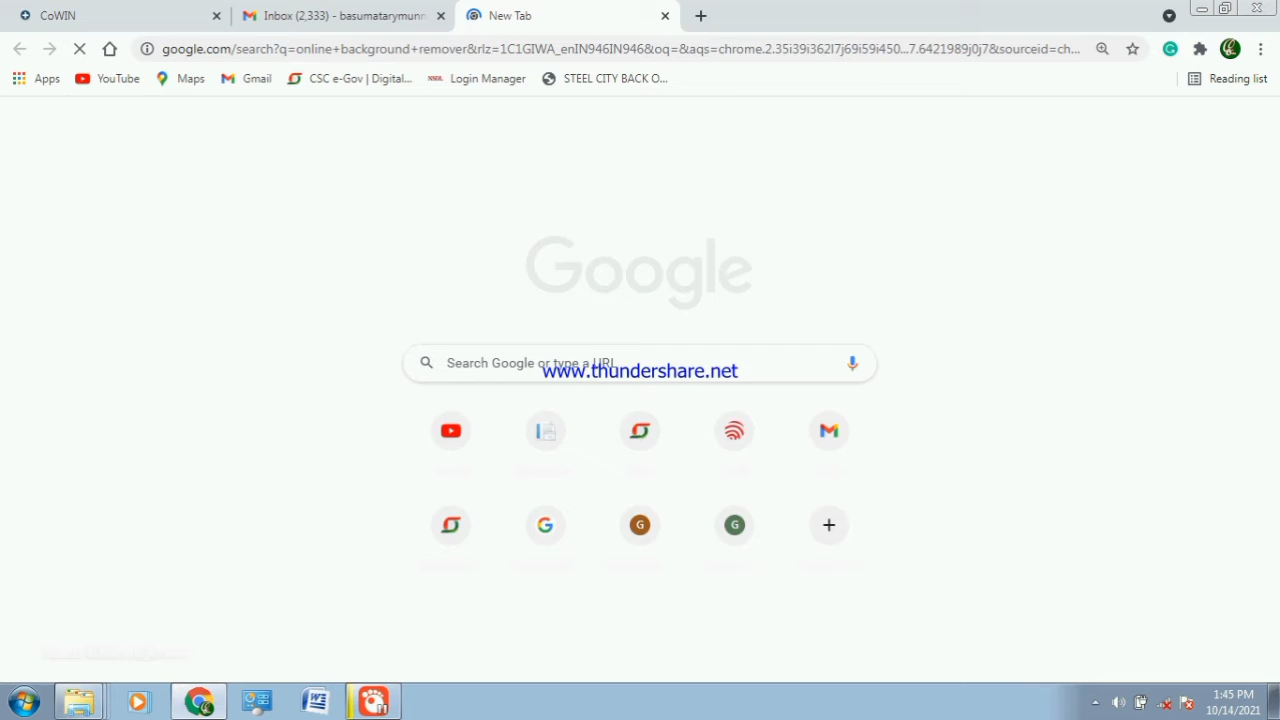 CoWIN
Inbox (2,333) - basumatarymunn
New Tab
google.com/search?q=online+background+remover&rlz=1C1GIWA_enIN946IN946&oq=&aqs=chrome.2.35i39i362l7j69i59i450...7.6421989j0j7&sourceid=ch...
Apps
YouTube
Maps
Gmail
CSC e-Gov | Digital...
NSDL
Login Manager
STEEL CITY BACK O...
Reading list
Google
Search Google or type a URL
www.thundershare.net
G
G
1:45 PM
10/14/2021